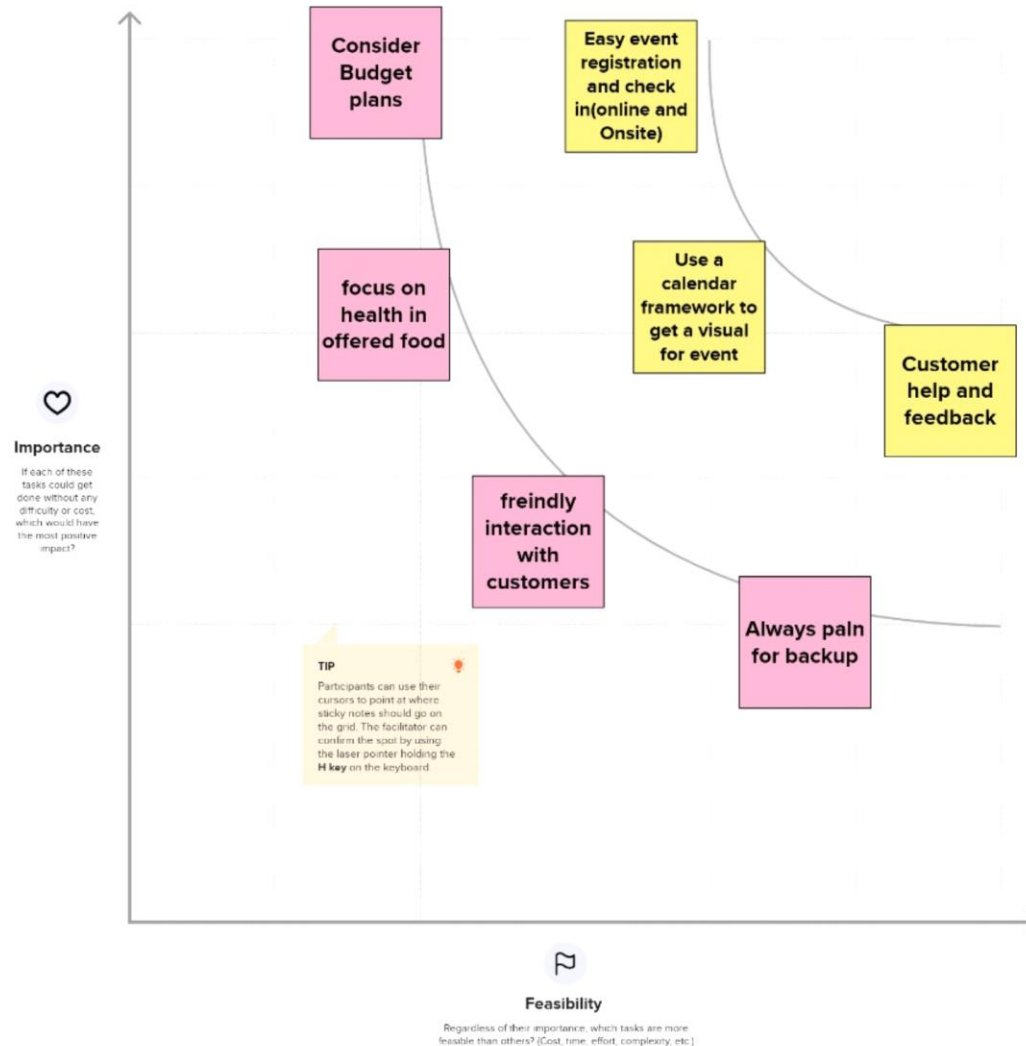 Consider
Budget
plans
Easy event
registration
and check
in(online and
Onsite)
focus on
health in
offered food
Use a
calendar
framework to
get a visual
for event
Customer
help and
feedback
Importance
If each of these
tasks could get
done without any
difficulty or cost,
which would have
the most positive
impact?
freindly
interaction
with
customers
Always paln
for backup
TIP
Participants can use their
cursors to point at where
sticky notes should go on
the grid. The facilitator can
confirm the spot by using
the laser pointer holding the
H key on the keyboard.
Feasibility
Regardless of their importance, which tasks are more
feasible than others? (Cost, time, effort, complexity, etc.)